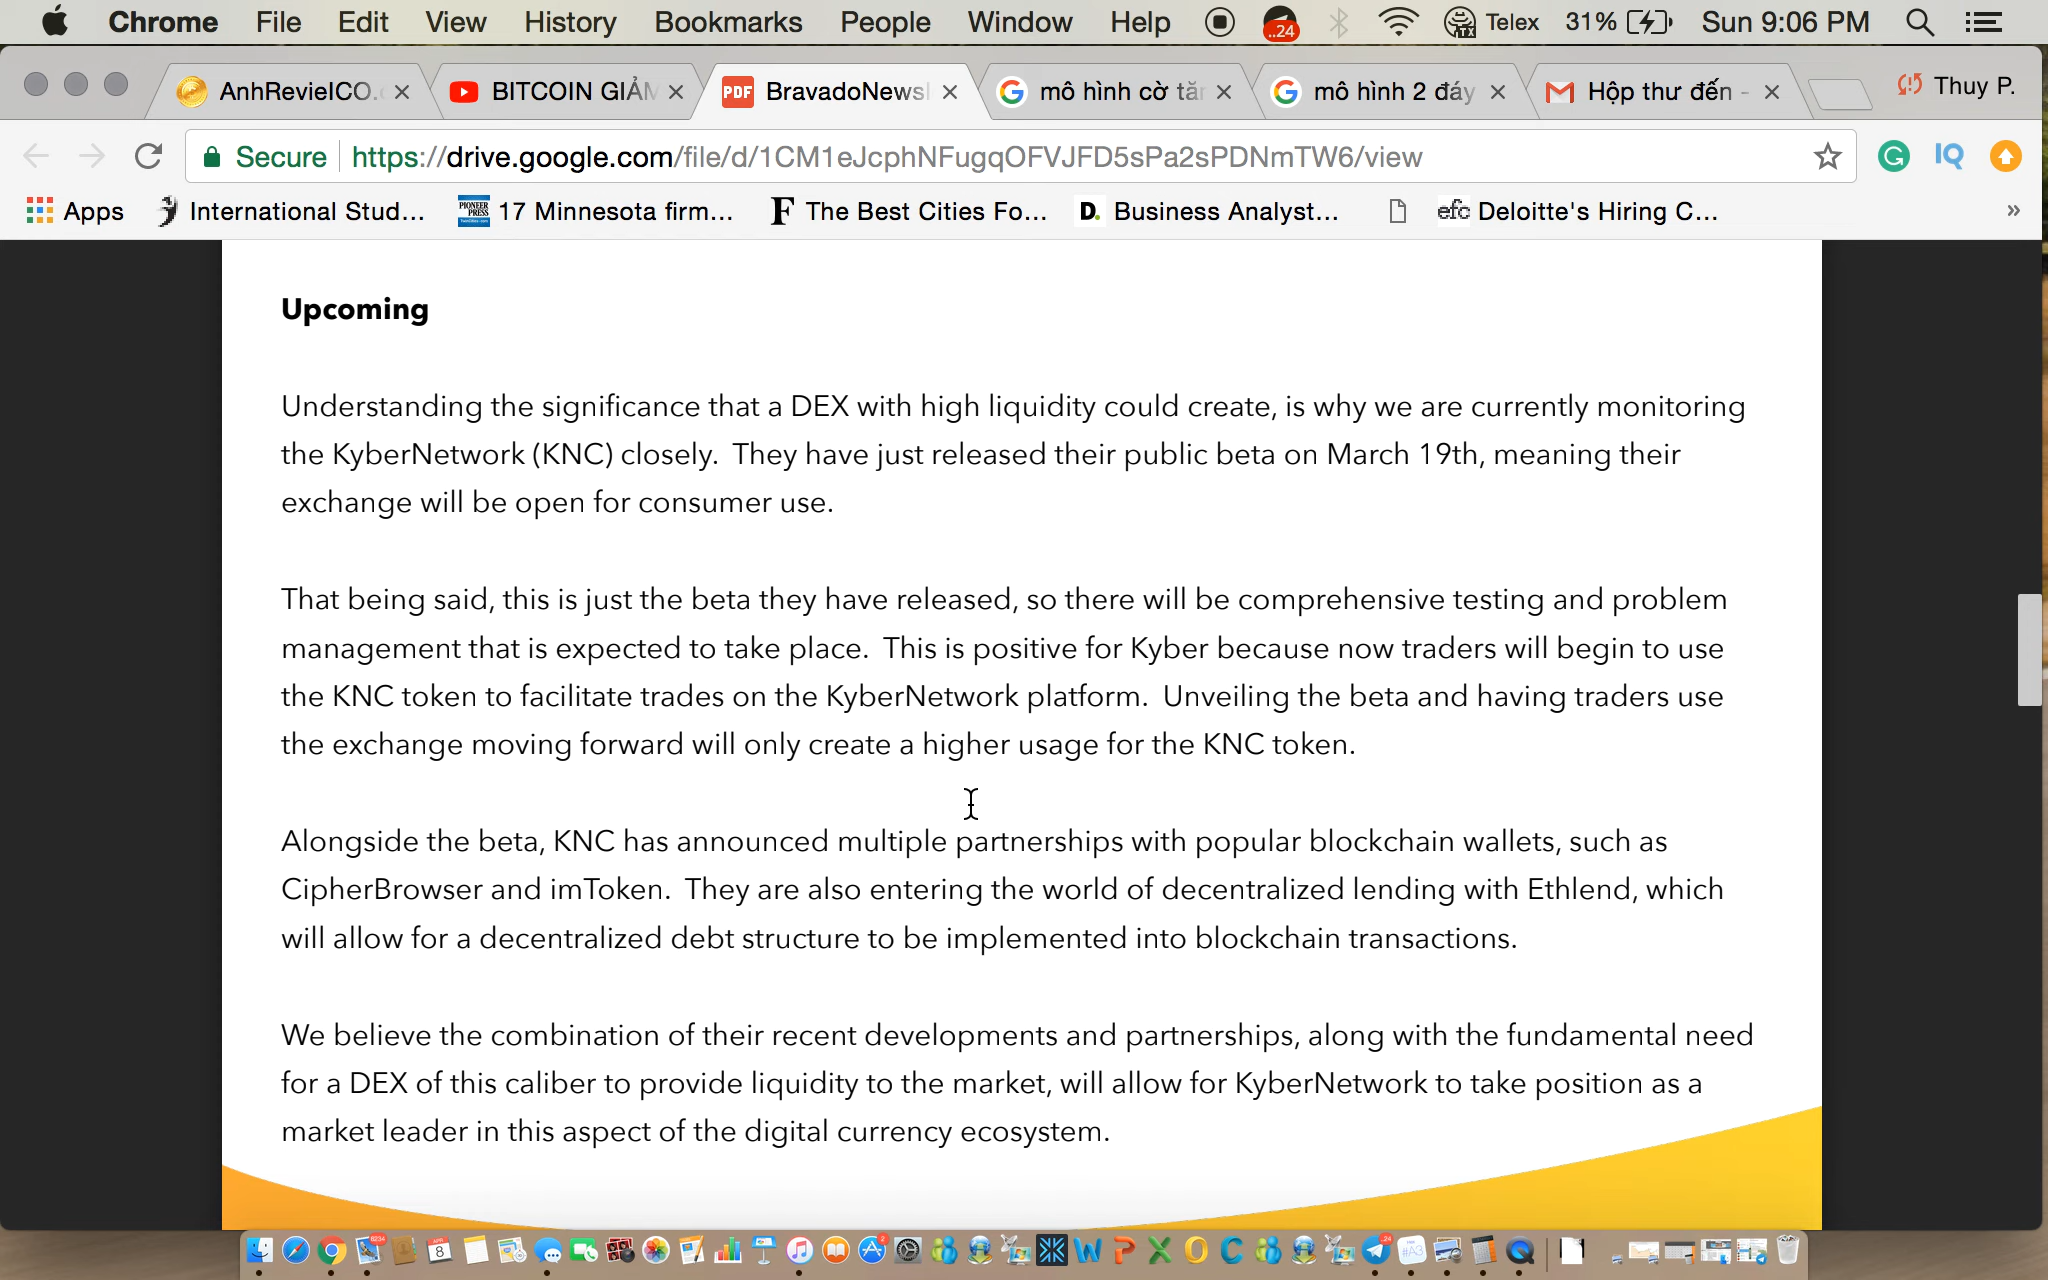 Chrome File Edit View History Bookmarks People Window Help ..24 Telex 31% Sun 9:06 PM
AnhRevieICO. BITCOIN GIẢM PDF BravadoNewsl mô hình cờ tăn mô hình 2 đáy Hộp thư đến - Thuy P.
Secure https://drive.google.com/file/d/1CM1eJcphNFugqOFVJFD5sPa2sPDNmTW6/view IQ
Apps International Stud... PIONEER PRESS 17 Minnesota firm... F The Best Cities Fo... D. Business Analyst... efc Deloitte's Hiring C... »
Upcoming
Understanding the significance that a DEX with high liquidity could create, is why we are currently monitoring
the KyberNetwork (KNC) closely. They have just released their public beta on March 19th, meaning their
exchange will be open for consumer use.
That being said, this is just the beta they have released, so there will be comprehensive testing and problem
management that is expected to take place. This is positive for Kyber because now traders will begin to use
the KNC token to facilitate trades on the KyberNetwork platform. Unveiling the beta and having traders use
the exchange moving forward will only create a higher usage for the KNC token.
Alongside the beta, KNC has announced multiple partnerships with popular blockchain wallets, such as
CipherBrowser and imToken. They are also entering the world of decentralized lending with Ethlend, which
will allow for a decentralized debt structure to be implemented into blockchain transactions.
We believe the combination of their recent developments and partnerships, along with the fundamental need
for a DEX of this caliber to provide liquidity to the market, will allow for KyberNetwork to take position as a
market leader in this aspect of the digital currency ecosystem.